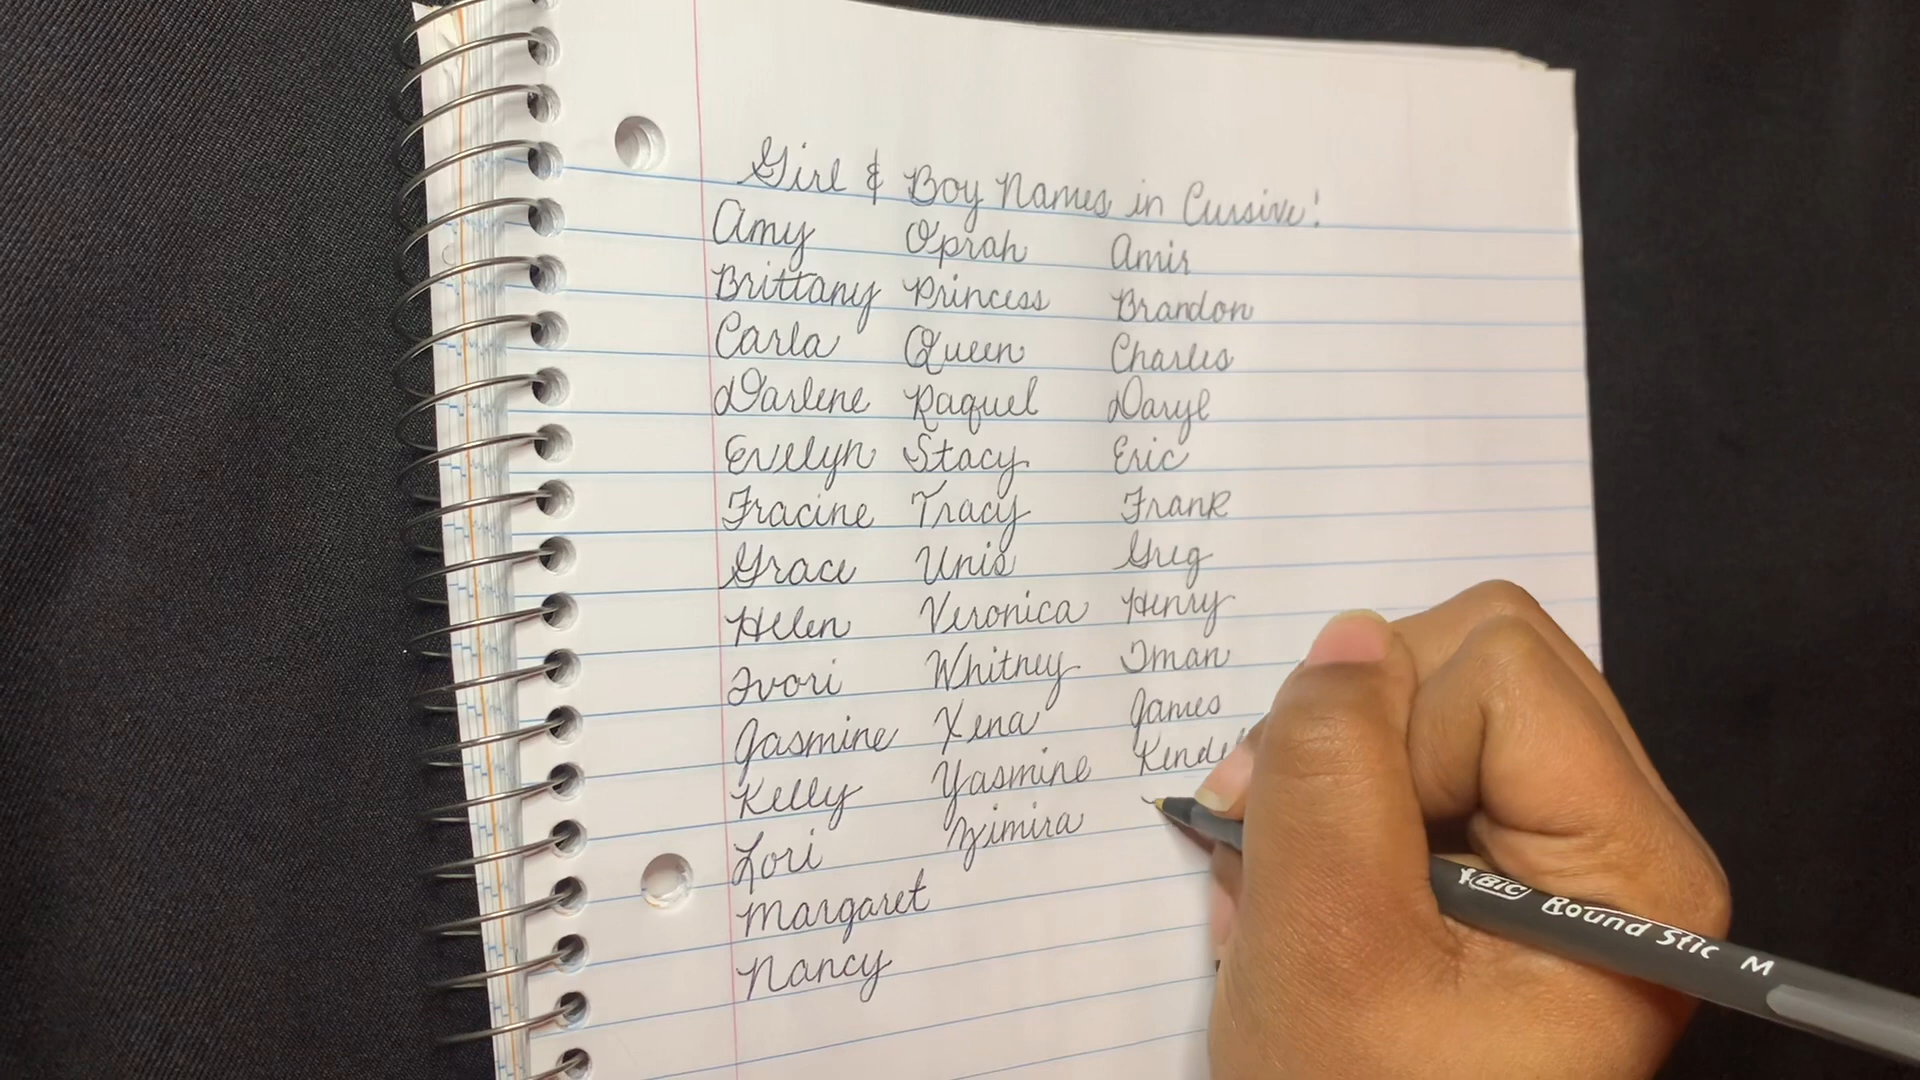 Girl & Boy Names in Cursive!
Amy Oprah Amir
Brittany Princess Brandon
Carla Queen Charles
Darlene Raquel Daryl
Evelyn Stacy Eric
Fracine Tracy Frank
Grace Unis Greg
Helen Veronica Henry
Ivori Whitney Iman
Jasmine Xena James
Kelly Yasmine
Lori Zimira
Margaret
Nancy
BIC Round Stic M